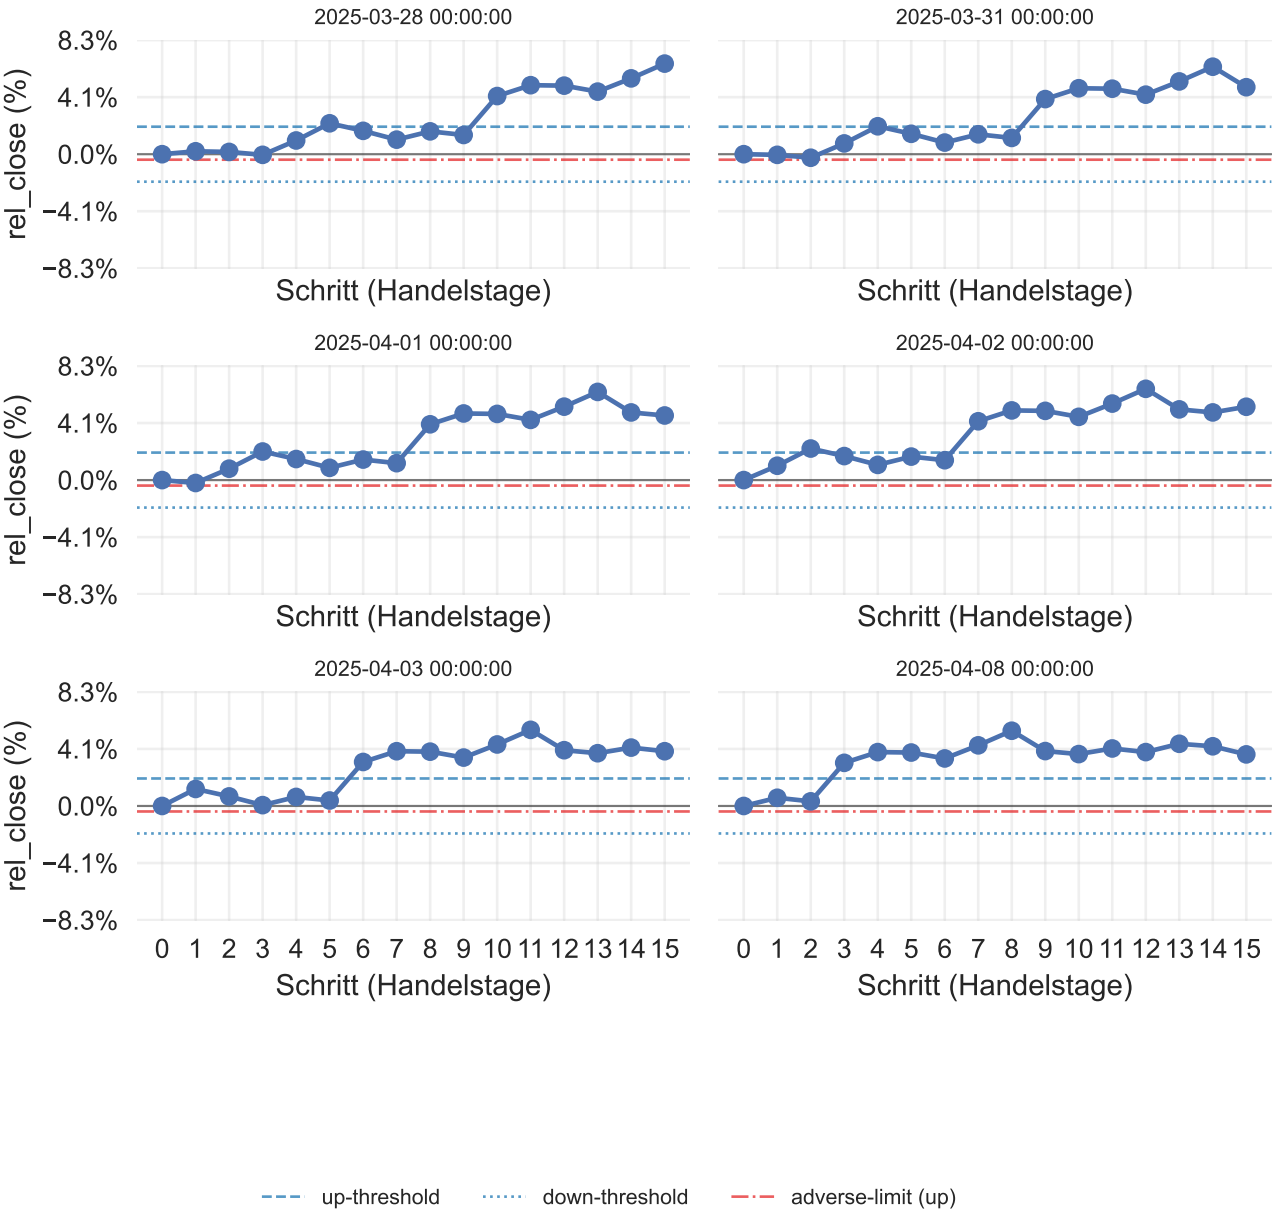 2025-03-28 00:00:00
2025-03-31 00:00:00
8.3%
4.1%
0.0%
−4.1%
−8.3%
rel_close (%)
Schritt (Handelstage)
Schritt (Handelstage)
2025-04-01 00:00:00
2025-04-02 00:00:00
8.3%
4.1%
0.0%
−4.1%
−8.3%
rel_close (%)
Schritt (Handelstage)
Schritt (Handelstage)
2025-04-03 00:00:00
2025-04-08 00:00:00
8.3%
4.1%
0.0%
−4.1%
−8.3%
rel_close (%)
0 1 2 3 4 5 6 7 8 9 10 11 12 13 14 15
0 1 2 3 4 5 6 7 8 9 10 11 12 13 14 15
Schritt (Handelstage)
Schritt (Handelstage)
up-threshold
down-threshold
adverse-limit (up)